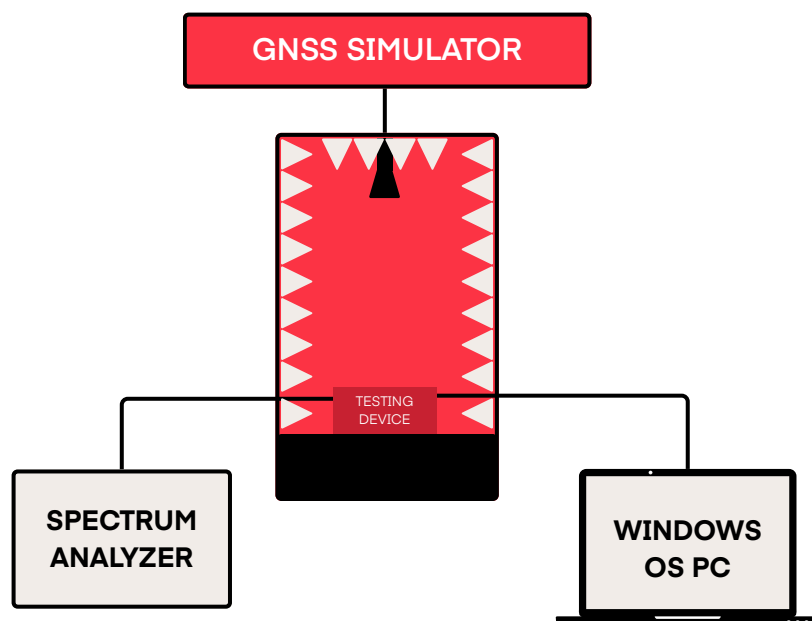 GNSS SIMULATOR
TESTING
DEVICE
SPECTRUM
ANALYZER
WINDOWS
OS PC